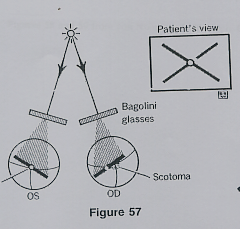 Patient's view
Bagolini
glasses
Scotoma
OS
OD
Figure 57